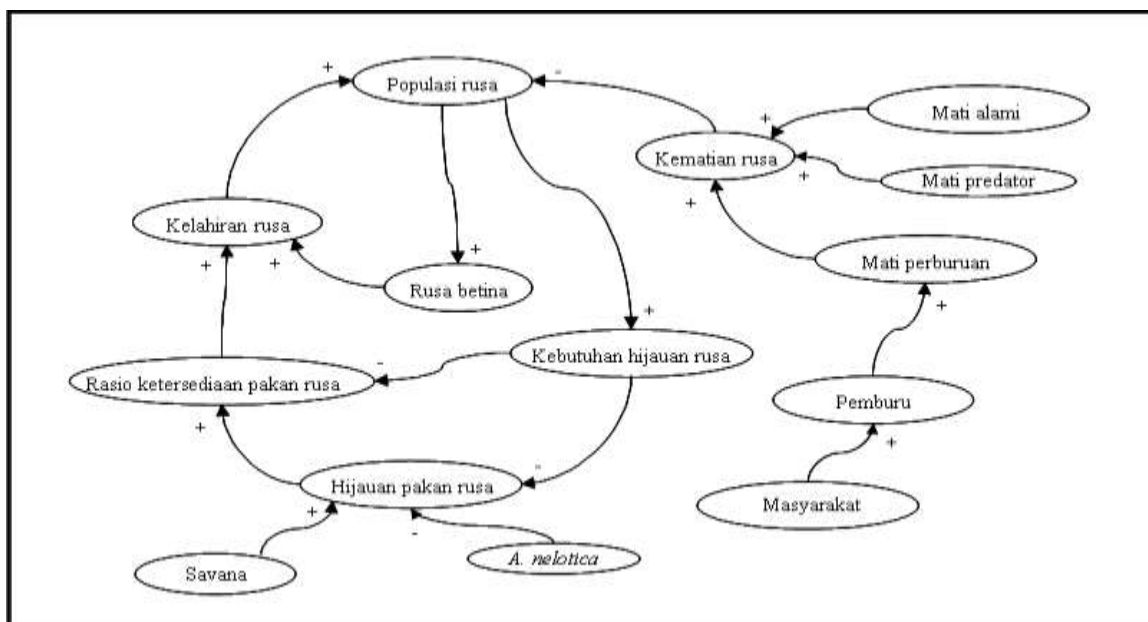 +
Populasi rusa
-
Mati alami
+
Kematian rusa
+
Mati predator
+
Kelahiran rusa
+
+
+
Rusa betina
Mati perburuan
+
+
Kebutuhan hijauan rusa
-
Rasio ketersediaan pakan rusa
Pemburu
+
+
-
Hijauan pakan rusa
Masyarakat
+
-
A. nelotica
Savana